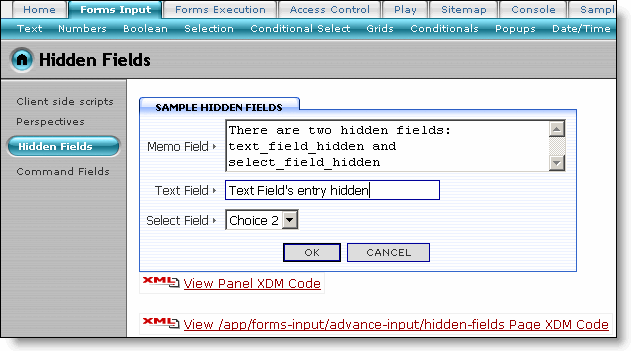 Home Forms Input Forms Execution Access Control Play Sitemap Console Sampl
Text Numbers Boolean Selection Conditional Select Grids Conditionals Popups Date/Time
Hidden Fields
Client side scripts
Perspectives
Hidden Fields
Command Fields
SAMPLE HIDDEN FIELDS
Memo Field
There are two hidden fields:
text_field_hidden and
select_field_hidden
Text Field Text Field's entry hidden
Select Field Choice 2
OK CANCEL
XML View Panel XDM Code
XML View /app/forms-input/advance-input/hidden-fields Page XDM Code